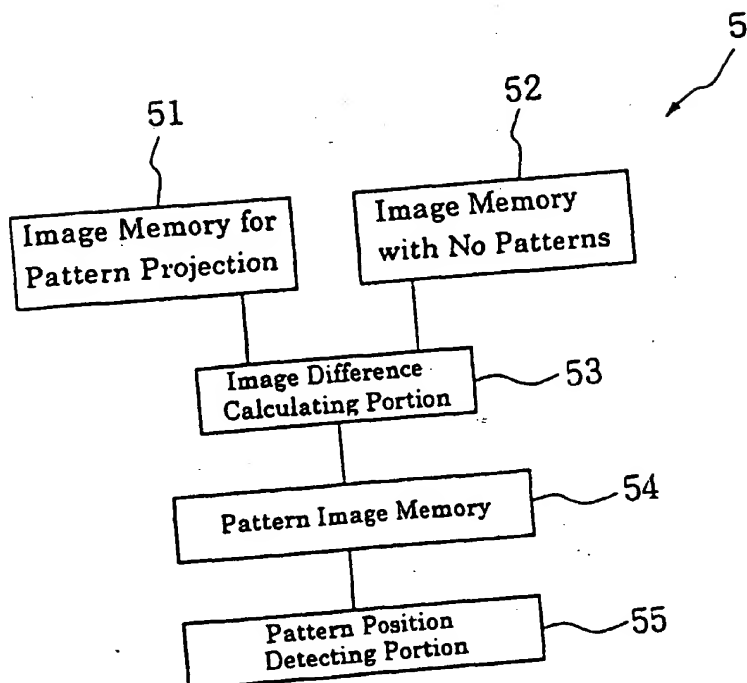 5
51
52
Image Memory for
Pattern Projection
Image Memory
with No Patterns
Image Difference
Calculating Portion
53
Pattern Image Memory
54
Pattern Position
Detecting Portion
55